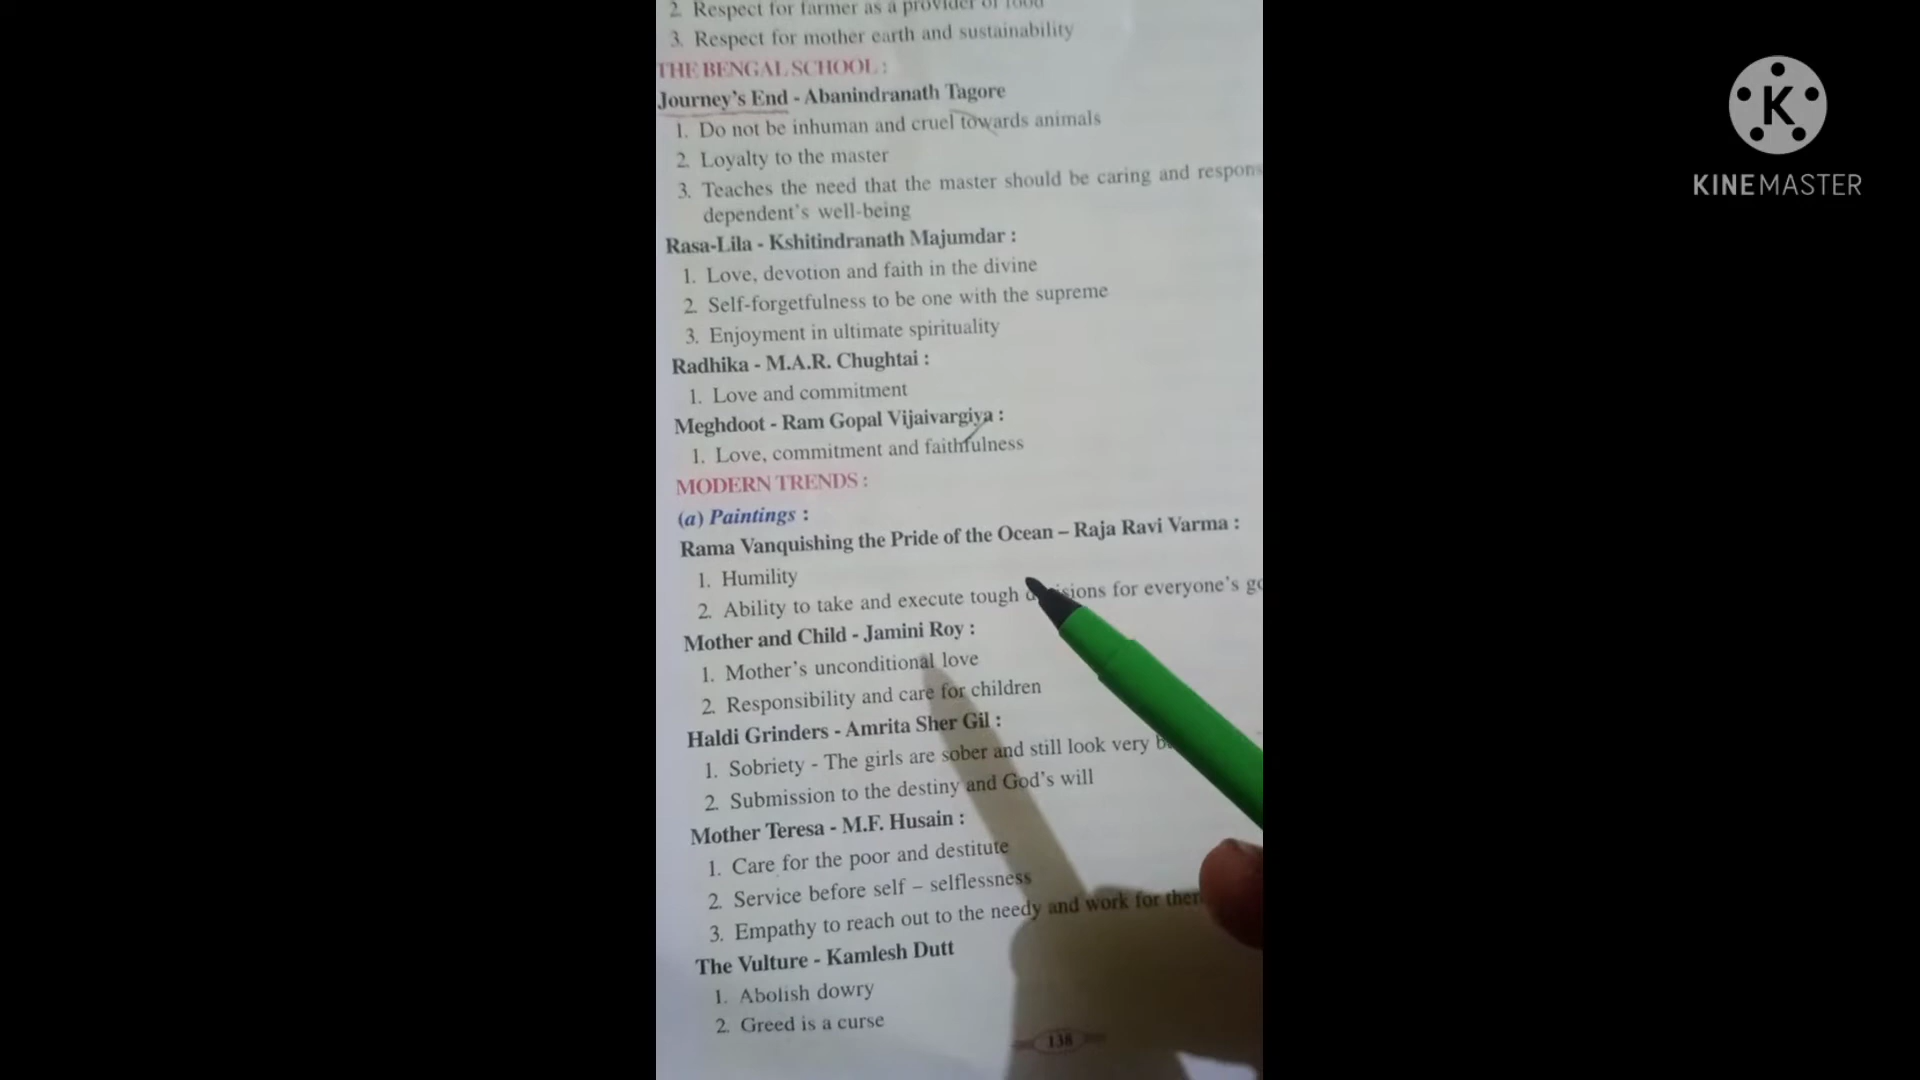 2. Respect for farmer as a provider of food
3. Respect for mother earth and sustainability
THE BENGAL SCHOOL :
Journey's End - Abanindranath Tagore
1. Do not be inhuman and cruel towards animals
2. Loyalty to the master
3. Teaches the need that the master should be caring and respons
dependent's well-being
Rasa-Lila - Kshitindranath Majumdar :
1. Love, devotion and faith in the divine
2. Self-forgetfulness to be one with the supreme
3. Enjoyment in ultimate spirituality
Radhika - M.A.R. Chughtai :
1. Love and commitment
Meghdoot - Ram Gopal Vijaivargiya :
1. Love, commitment and faithfulness
MODERN TRENDS :
(a) Paintings :
Rama Vanquishing the Pride of the Ocean – Raja Ravi Varma :
1. Humility
2. Ability to take and execute tough for everyone's
Mother and Child - Jamini Roy :
1. Mother's unconditional love
2. Responsibility and care for children
Haldi Grinders - Amrita Sher Gil :
1. Sobriety - The girls are sober and still look very
2. Submission to the destiny and God's will
Mother Teresa - M.F. Husain :
1. Care for the poor and destitute
2. Service before self – selflessness
3. Empathy to reach out to the needy and work for
The Vulture - Kamlesh Dutt
1. Abolish dowry
2. Greed is a curse
138
K
KINEMASTER